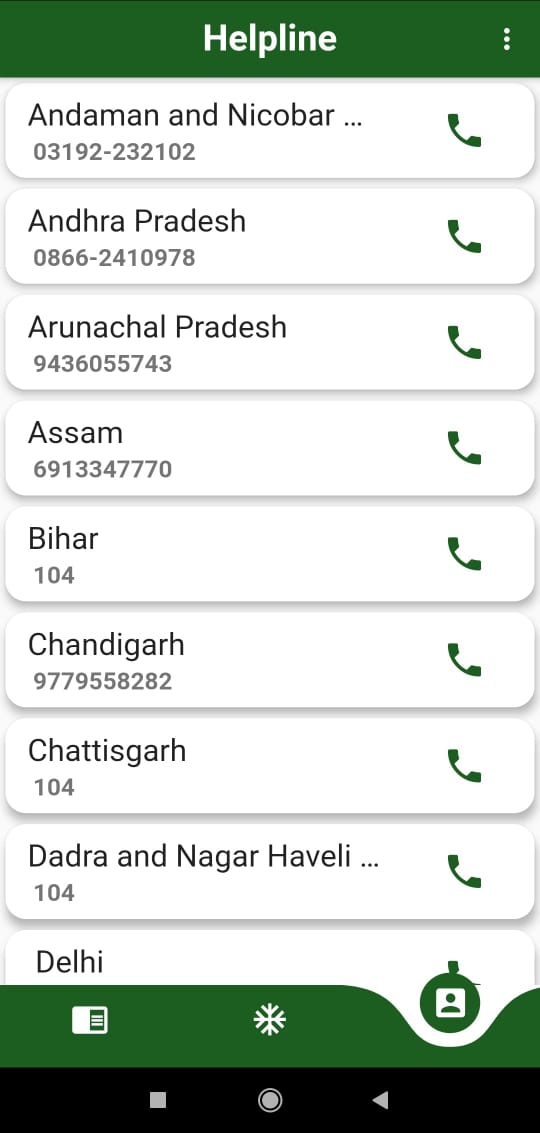 Helpline
Andaman and Nicobar ...
03192-232102
Andhra Pradesh
0866-2410978
Arunachal Pradesh
9436055743
Assam
6913347770
Bihar
104
Chandigarh
9779558282
Chattisgarh
104
Dadra and Nagar Haveli ...
104
Delhi